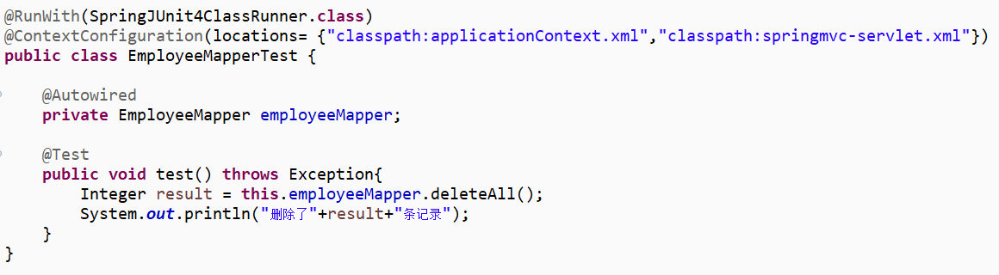 @RunWith(SpringJUnit4ClassRunner.class)
@ContextConfiguration(locations= {"classpath:applicationContext.xml","classpath:springmvc-servlet.xml"})
public class EmployeeMapperTest {
@Autowired
private EmployeeMapper employeeMapper;
@Test
public void test() throws Exception{
Integer result = this.employeeMapper.deleteAll();
System.out.println("删除了"+result+"条记录");
}
}